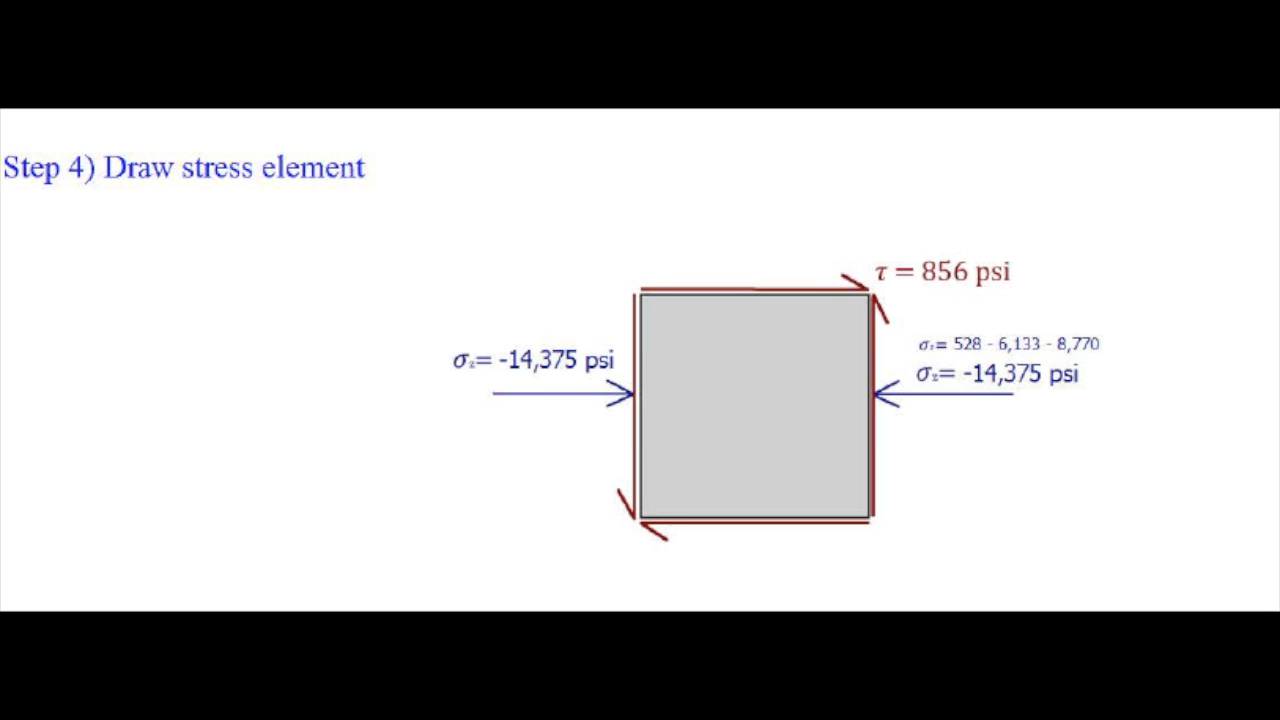 Step 4) Draw stress element
τ = 856 psi
σz= 528 - 6,133 - 8,770
σz= -14,375 psi
σz= -14,375 psi